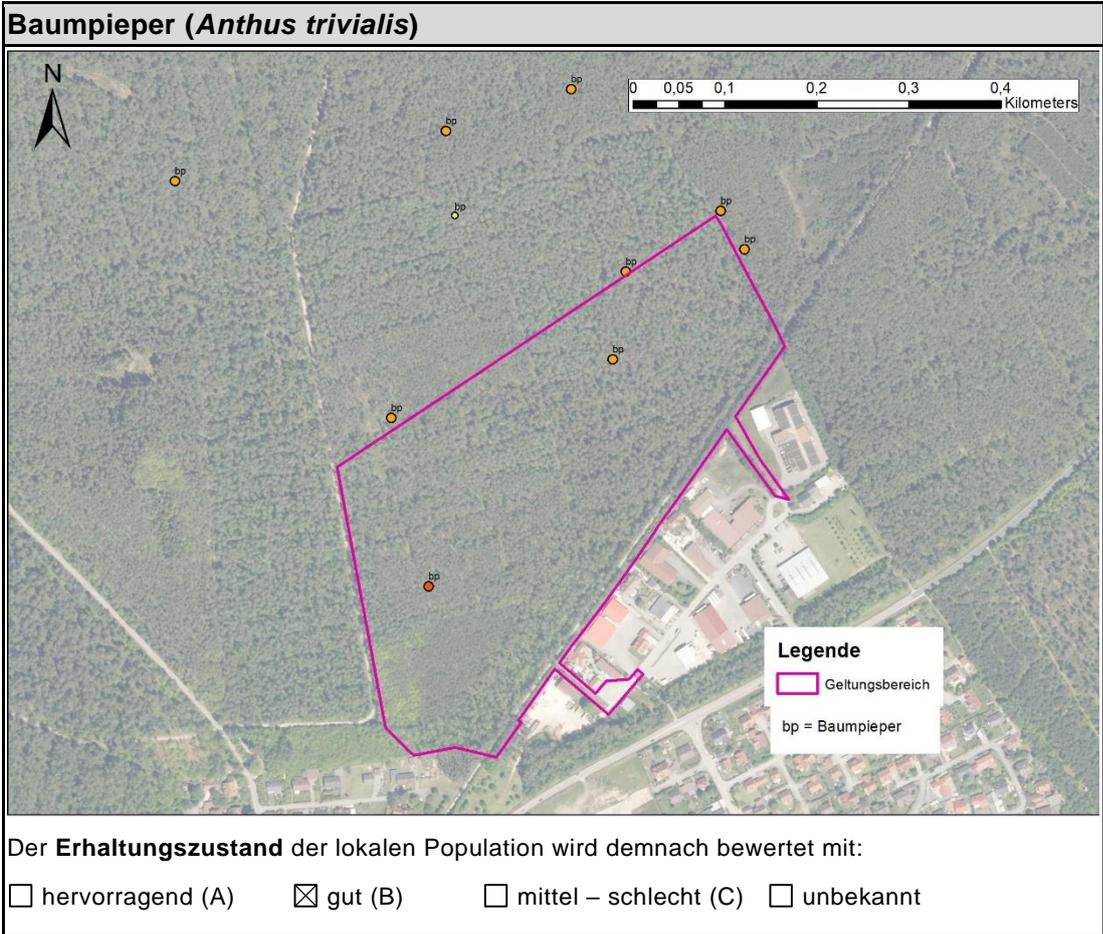 Baumpieper (Anthus trivialis)
N
0 0,05 0,1 0,2 0,3 0,4
Kilometers
bp
bp
bp
bp
bp
bp
bp
bp
bp
bp
Legende
Geltungsbereich
bp = Baumpieper
Der Erhaltungszustand der lokalen Population wird demnach bewertet mit:
☐ hervorragend (A) ☒ gut (B) ☐ mittel – schlecht (C) ☐ unbekannt